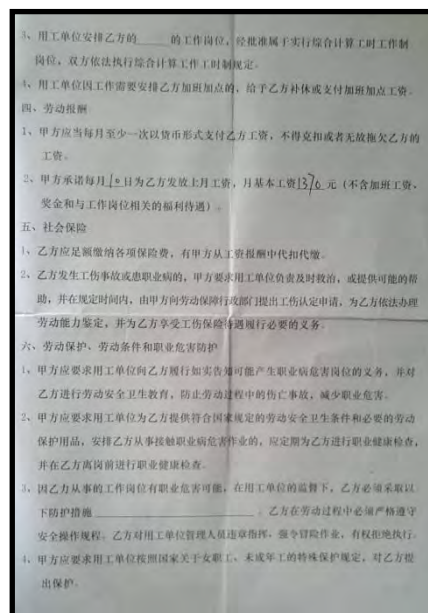 3、用工单位安排乙方的______的工作岗位，经批准属于实行综合计算工时工作制
岗位，双方依法执行综合计算工作工时制规定。
4、用工单位因工作需要安排乙方加班加点的，给予乙方补休或支付加班加点工资。
四、劳动报酬
1、甲方应当每月至少一次以货币形式支付乙方工资，不得克扣或者无故拖欠乙方的
工资。
2、甲方承诺每月10日为乙方发放上月工资，月基本工资1370元（不含加班工资、
奖金和与工作岗位相关的福利待遇）。
五、社会保险
1、乙方应足额缴纳各项保险费，有甲方从工资报酬中代扣代缴。
2、乙方发生工伤事故或患职业病的，甲方要求用工单位负责及时救治，或提供可能的帮
助，并在规定时间内，由甲方向劳动保障行政部门提出工伤认定申请，为乙方依法办理
劳动能力鉴定，并为乙方享受工伤保险待遇履行必要的义务。
六、劳动保护、劳动条件和职业危害防护
1、甲方应要求用工单位向乙方履行如实告知可能产生职业病危害岗位的义务，并对
乙方进行劳动安全卫生教育，防止劳动过程中的伤亡事故，减少职业危害。
2、甲方应要求用工单位为乙方提供符合国家规定的劳动安全卫生条件和必要的劳动
保护用品，安排乙方从事接触职业病危害作业的，应定期为乙方进行职业健康检查，
并在乙方离岗前进行职业健康检查。
3、因乙力从事的工作岗位有职业危害可能，在用工单位的监督下，乙方必须采取以
下防护措施______________________。乙方在劳动过程中必须严格遵守
安全操作规程。乙方对用工单位管理人员违章指挥，强令冒险作业，有权拒绝执行。
4、甲方应要求用工单位按照国家关于女职工、未成年工的特殊保护规定，对乙方提
出保护。